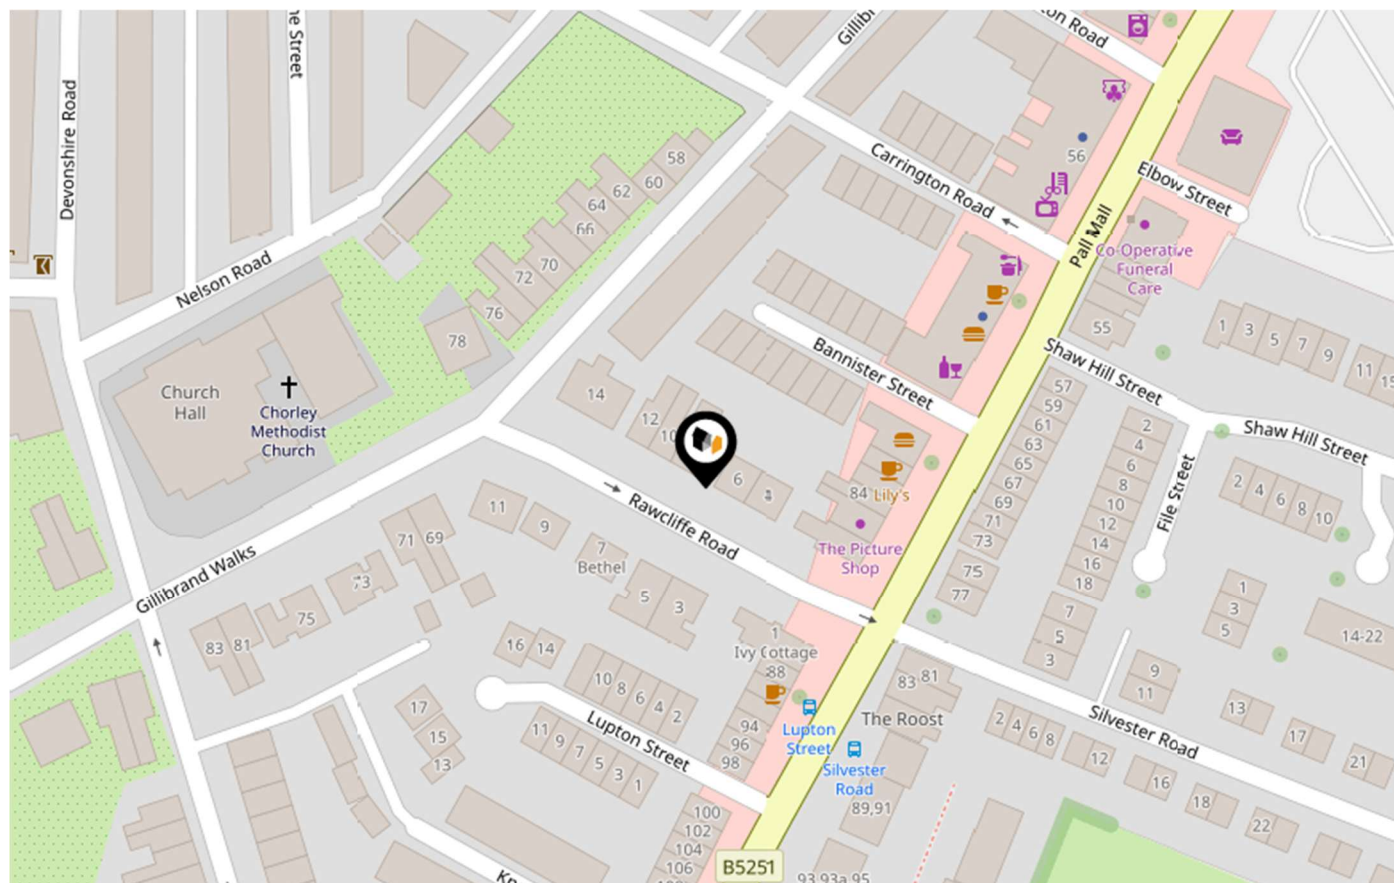 Devonshire Road
ne Street
Gillibr
ton Road
Nelson Road
58
60
62
64
66
70
72
76
78
Carrington Road
56
Elbow Street
Pall Mall
Co-Operative
Funeral
Care
55
1
3
5
7
9
11
15
Shaw Hill Street
Shaw Hill Street
Bannister Street
Church
Hall
Chorley
Methodist
Church
14
12
10
6
57
59
61
63
65
67
69
71
73
75
77
2
4
6
8
10
12
14
16
18
File Street
2
4
6
8
10
84
Lily's
The Picture
Shop
Rawcliffe Road
11
9
7
Bethel
5
3
71
69
73
75
83
81
Gillibrand Walks
1
Ivy Cottage
88
94
96
98
16
14
10
8
6
4
2
Lupton Street
11
9
7
5
3
1
17
15
13
Lupton
Street
Silvester
Road
83
81
The Roost
89,91
93,93a,95
7
5
3
1
3
5
14-22
9
11
13
17
21
Silvester Road
2
4
6
8
12
16
18
22
100
102
104
106
B5251
Kn